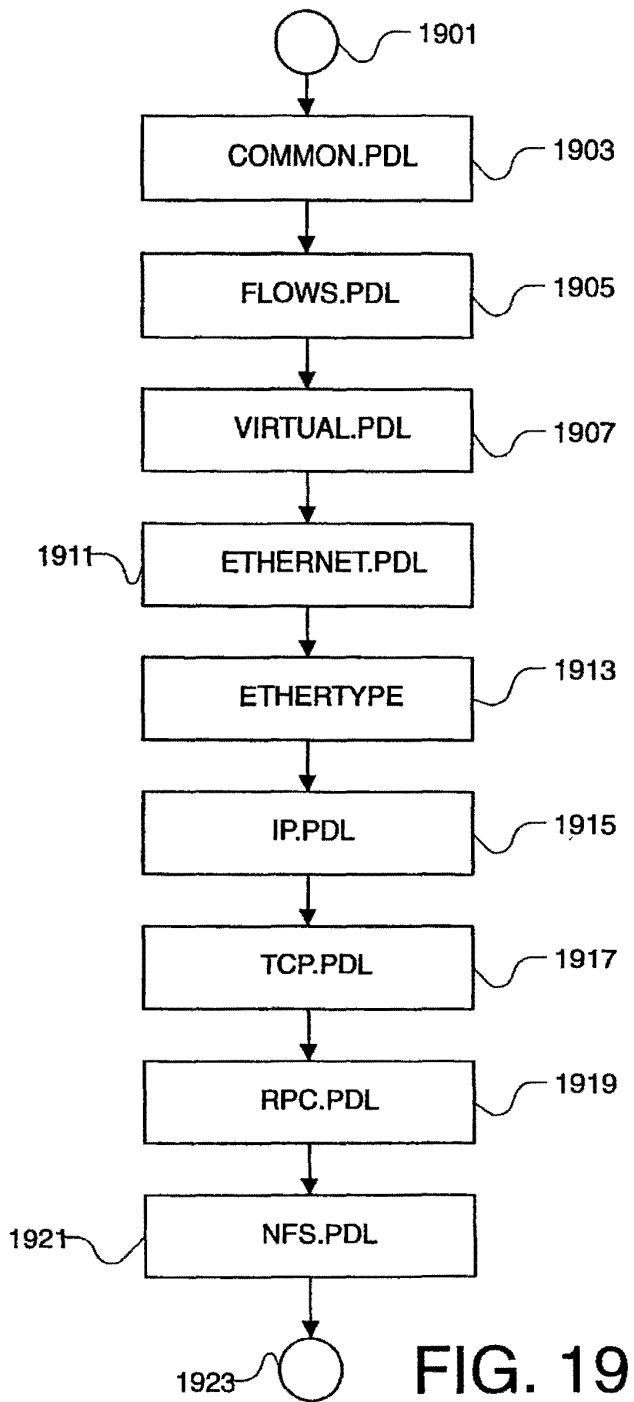 1901
COMMON.PDL
1903
FLOWS.PDL
1905
VIRTUAL.PDL
1907
1911
ETHERNET.PDL
ETHERTYPE
1913
IP.PDL
1915
TCP.PDL
1917
RPC.PDL
1919
1921
NFS.PDL
1923
FIG. 19